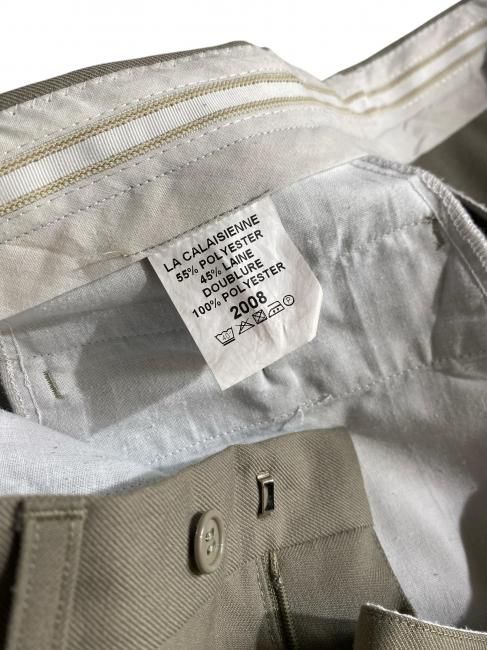 LA CALAISIENNE
55% POLYESTER
45% LAINE
DOUBLURE
100% POLYESTER
2008